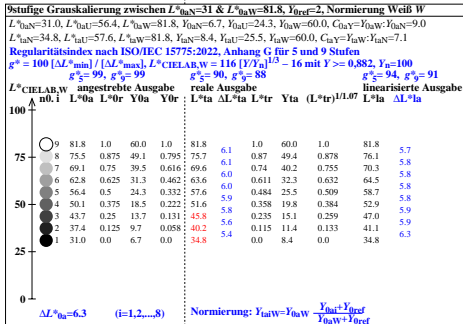 9stufige Grauskalierung zwischen L*0aN=31.0 & L*0aW=81.8, Y0ref=2, Normierung Weiß W
L*0aN=31.0, L*0aU=56.4, L*0aW=81.8, Y0aN=6.7, Y0aU=24.3, Y0aW=60.0, C0aY=Y0aW:Y0aN=9.0
L*taN=34.8, L*taU=57.6, L*taW=81.8, YtaN=8.4, YtaU=25.5, YtaW=60.0, CtaY=YtaW:YtaN=7.1
Regularitätsindex nach ISO/IEC 15775:2022, Anhang G für 5 und 9 Stufen
g* = 100 [ΔL*min] / [ΔL*max], L*CIELAB,W = 116 [Y/Yn]1/3 − 16 mit Y >= 0,882, Yn=100
g*5= 99, g*9= 99 g*5= 90, g*9= 88 g*5= 94, g*9= 91
L*CIELAB,W angestrebte Ausgabe reale Ausgabe linearisierte Ausgabe
n0. i L*0a L*0r Y0a Y0r L*ta ΔL*ta L*tr Yta (L*tr)1/1.07 L*la ΔL*la
100
9 81.8 1.0 60.0 1.0 81.8 1.0 60.0 1.0 81.8
6.1 5.7
8 75.5 0.875 49.1 0.795 75.7 0.87 49.4 0.878 76.1
75
6.1 5.8
7 69.1 0.75 39.5 0.616 69.6 0.74 40.2 0.755 70.3
6.0 5.8
6 62.8 0.625 31.3 0.462 63.6 0.611 32.3 0.632 64.5
6.0 5.8
5 56.4 0.5 24.3 0.332 57.6 0.484 25.5 0.509 58.7
5.9 5.8
50
4 50.1 0.375 18.5 0.222 51.6 0.358 19.8 0.384 52.9
5.8 5.8
3 43.7 0.25 13.7 0.131 45.8 0.235 15.1 0.259 47.0
5.6 5.9
2 37.4 0.125 9.7 0.058 40.2 0.114 11.4 0.133 41.1
5.4 6.3
1 31.0 0.0 6.7 0.0 34.8 0.0 8.4 0.0 34.8
25
0
ΔL*0a=6.3 (i=1,2,...,8) Normierung: YtaiW=Y0aW Y0ai+Y0ref
Y0aW+Y0ref